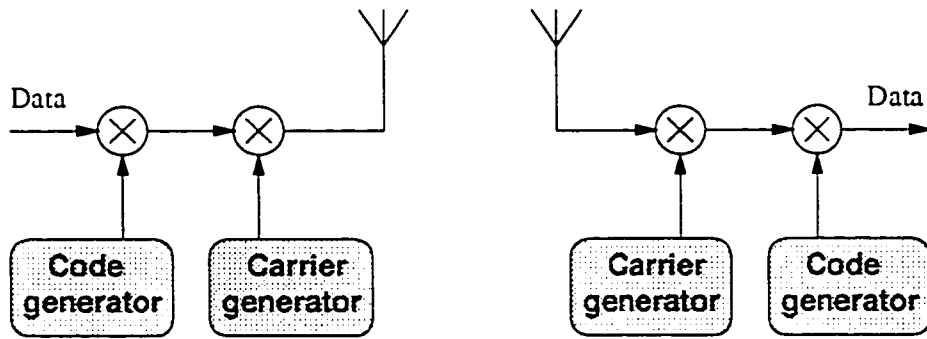 Data
Data
Code
generator
Carrier
generator
Carrier
generator
Code
generator